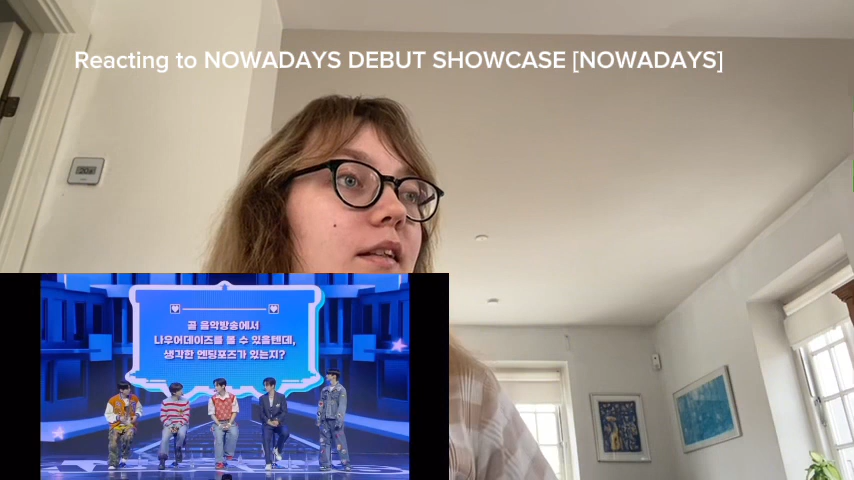 Reacting to NOWADAYS DEBUT SHOWCASE [NOWADAYS]
곧 음악방송에서
나우어데이즈를 볼 수 있을텐데,
생각한 엔딩포즈가 있는지?